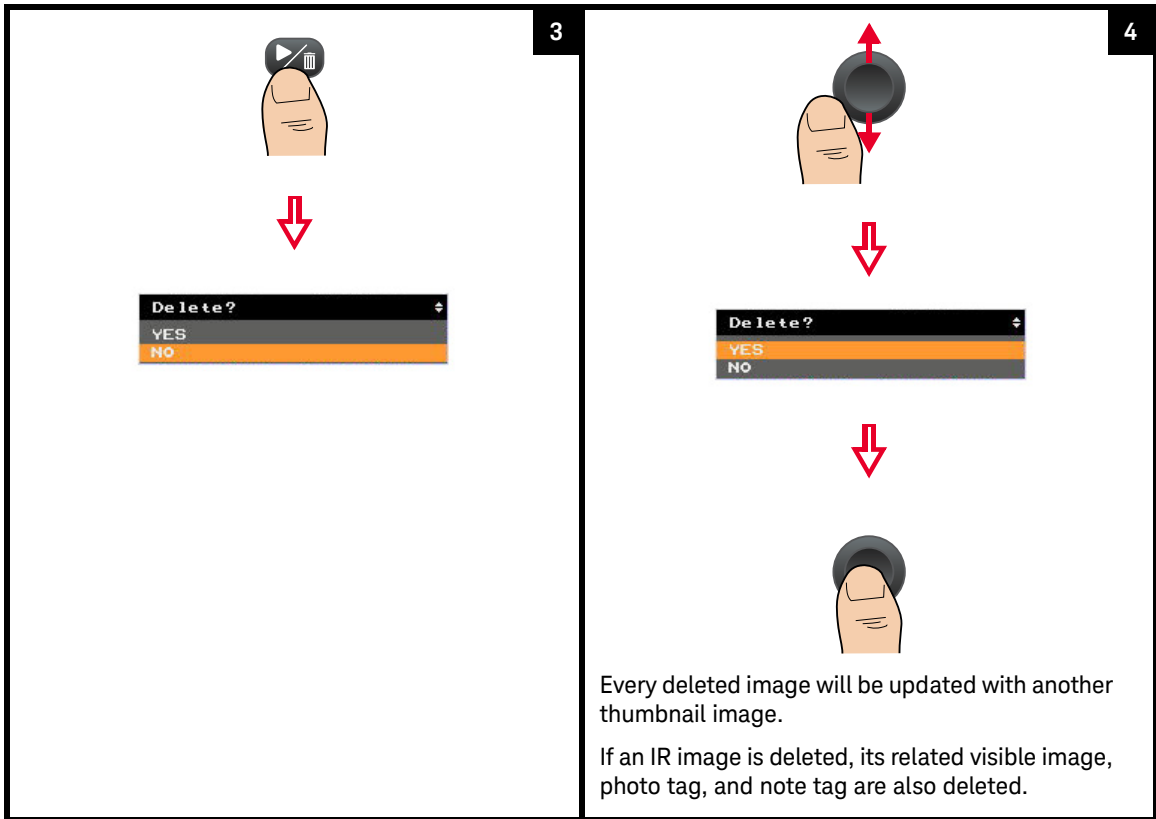 3
Delete?
YES
NO
4
Delete?
YES
NO
Every deleted image will be updated with another
thumbnail image.
If an IR image is deleted, its related visible image,
photo tag, and note tag are also deleted.